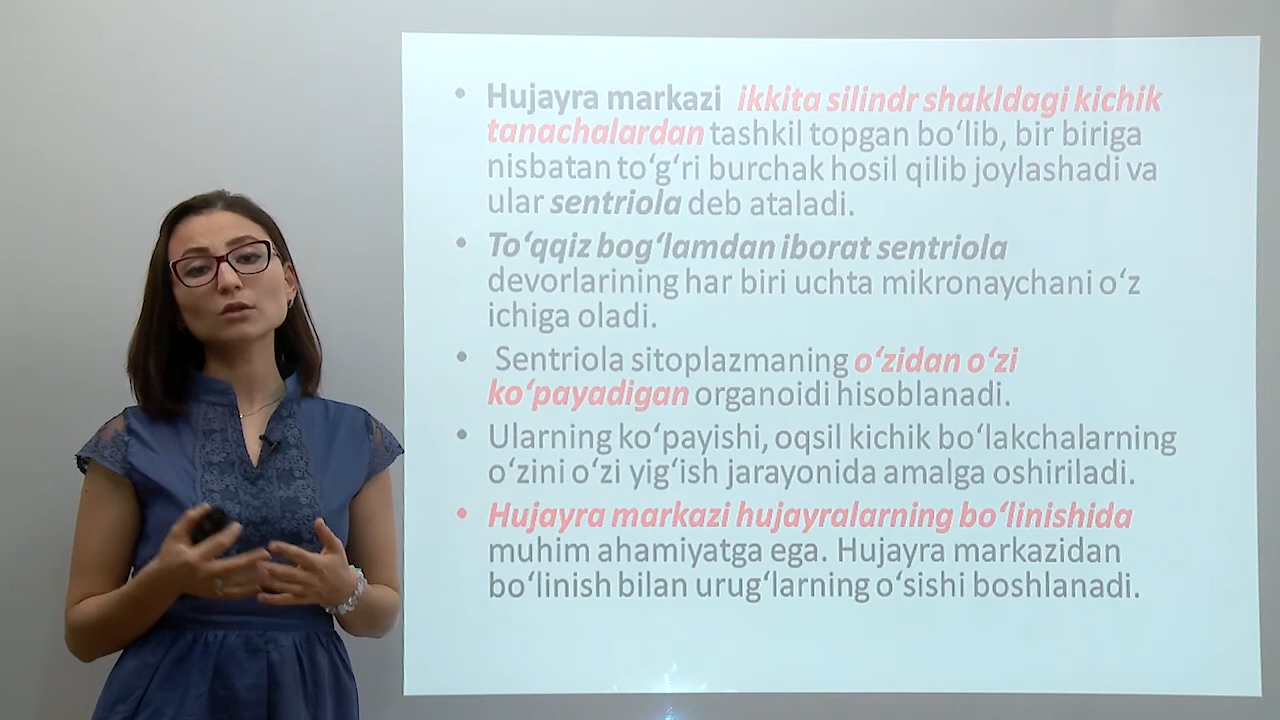 • Hujayra markazi ikkita silindr shakldagi kichik
tanachalardan tashkil topgan bo‘lib, bir biriga
nisbatan to‘g‘ri burchak hosil qilib joylashadi va
ular sentriola deb ataladi.
• To‘qqiz bog‘lamdan iborat sentriola
devorlarining har biri uchta mikronaychani o‘z
ichiga oladi.
• Sentriola sitoplazmaning o‘zidan o‘zi
ko‘payadigan organoidi hisoblanadi.
• Ularning ko‘payishi, oqsil kichik bo‘lakchalarning
o‘zini o‘zi yig‘ish jarayonida amalga oshiriladi.
• Hujayra markazi hujayralarning bo‘linishida
muhim ahamiyatga ega. Hujayra markazidan
bo‘linish bilan urug‘larning o‘sishi boshlanadi.